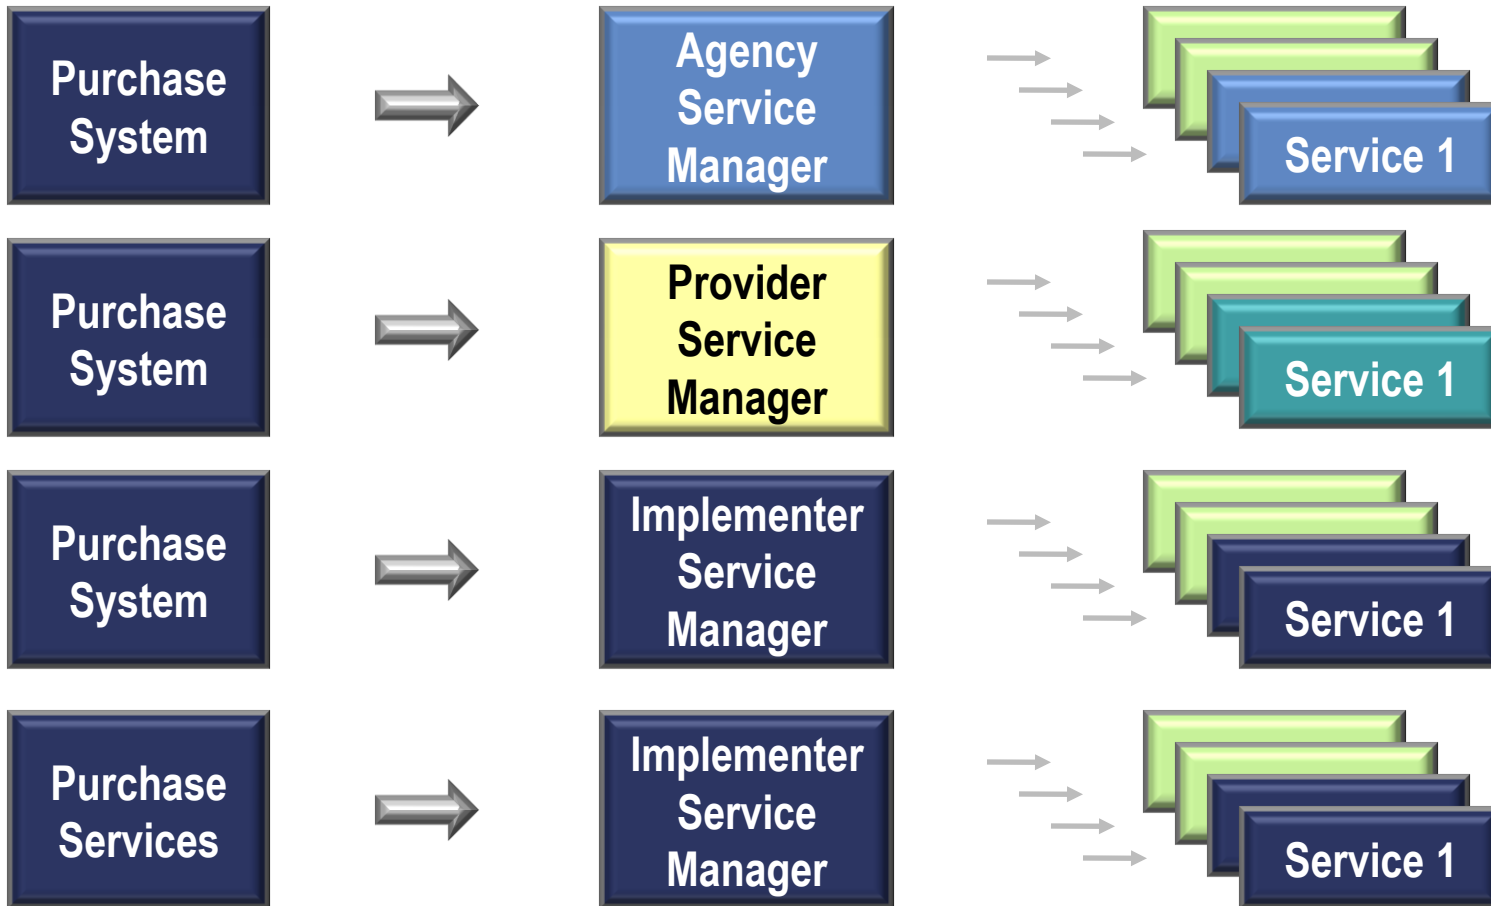 Purchase
System
Agency
Service
Manager
Service 1
Purchase
System
Provider
Service
Manager
Service 1
Purchase
System
Implementer
Service
Manager
Service 1
Purchase
Services
Implementer
Service
Manager
Service 1